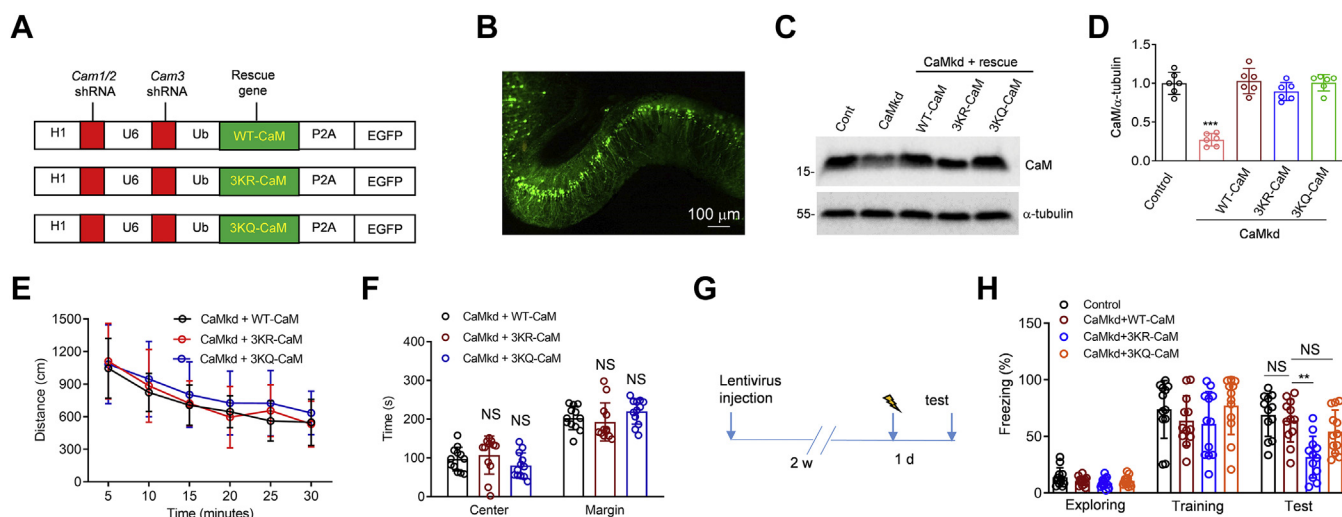 A
Cam1/2 shRNA
Cam3 shRNA
Rescue gene
H1 U6 Ub WT-CaM P2A EGFP
H1 U6 Ub 3KR-CaM P2A EGFP
H1 U6 Ub 3KQ-CaM P2A EGFP
B
100 µm
C
CaMkd + rescue
Cont
CaMkd
WT-CaM
3KR-CaM
3KQ-CaM
15-
CaM
55-
α-tubulin
D
CaM/α-tubulin
1.5
1.0
0.5
0.0
***
Control
WT-CaM
3KR-CaM
3KQ-CaM
CaMkd
E
Distance (cm)
1500
1200
900
600
300
0
CaMkd + WT-CaM
CaMkd + 3KR-CaM
CaMkd + 3KQ-CaM
5 10 15 20 25 30
Time (minutes)
F
CaMkd + WT-CaM
CaMkd + 3KR-CaM
CaMkd + 3KQ-CaM
Time (s)
400
300
200
100
0
NS NS NS NS
Center Margin
G
Lentivirus injection
test
2 w
1 d
H
Control
CaMkd+WT-CaM
CaMkd+3KR-CaM
CaMkd+3KQ-CaM
Freezing (%)
150
100
50
0
NS
NS
**
Exploring Training Test